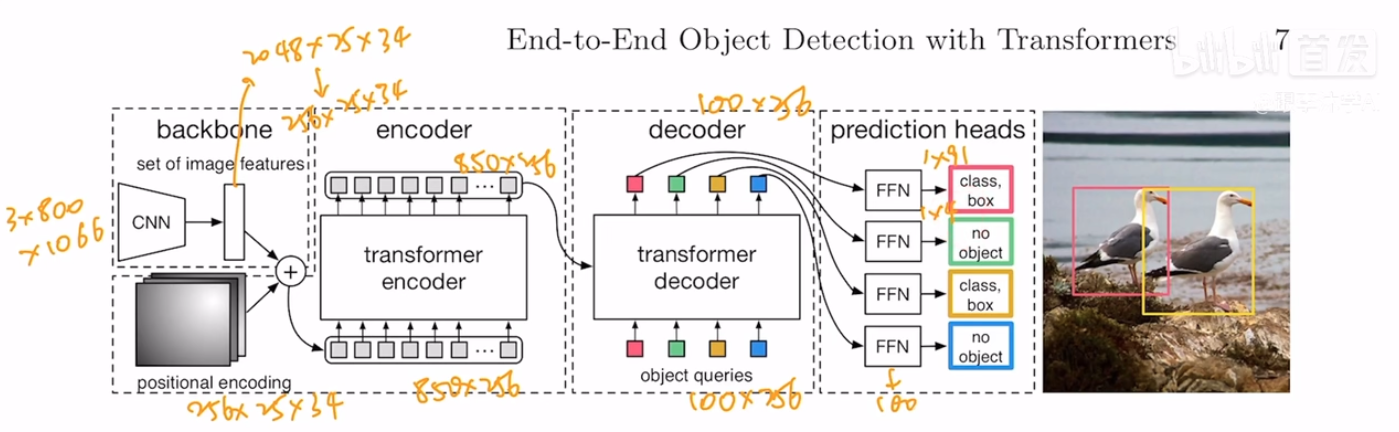 2048×25×34
End-to-End Object Detection with Transformers 7
bilibili 首发
256×25×34
100×256
backbone
encoder
decoder
prediction heads
set of image features
850×256
1×91
CNN
3×800
×1066
FFN
class,
box
1×4
transformer
encoder
transformer
decoder
FFN
no
object
+
FFN
class,
box
FFN
no
object
...
...
positional encoding
256×25×34
850×256
object queries
100×256
100